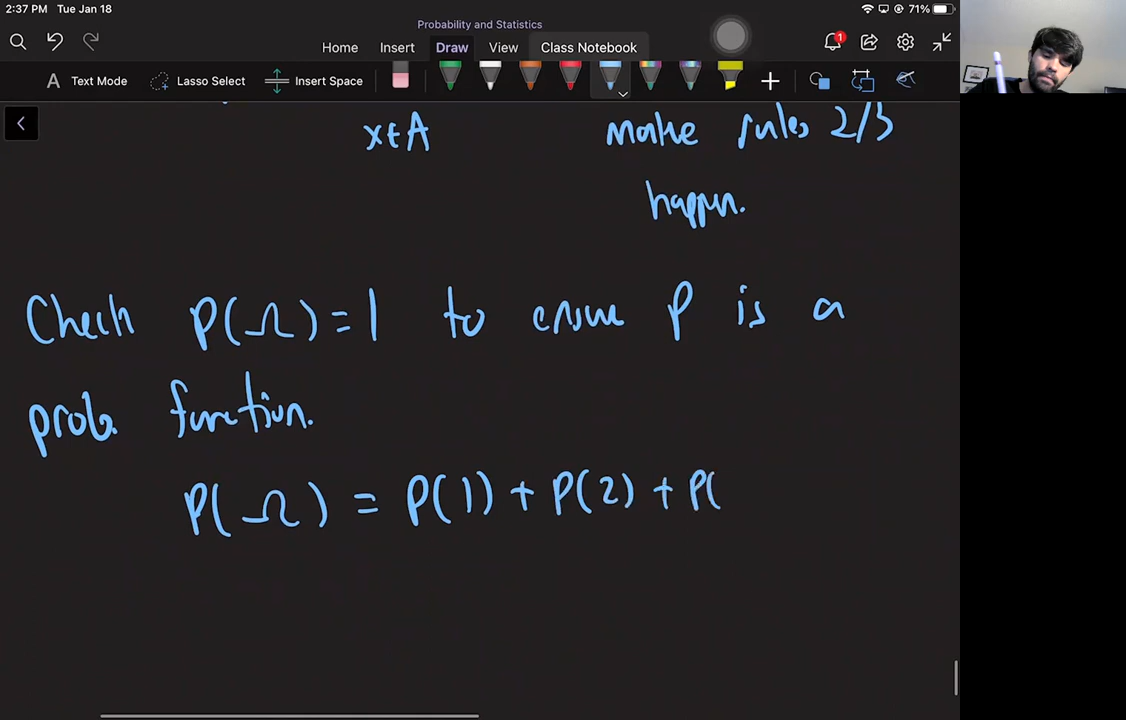 2:37 PM Tue Jan 18
71%
Probability and Statistics
Home Insert Draw View Class Notebook
1
Text Mode Lasso Select Insert Space
x∈A
make rules 2/3
happen.
Check P(Ω)=1 to ensure P is a
prob. function.
P(Ω) = P(1) + P(2) + P(